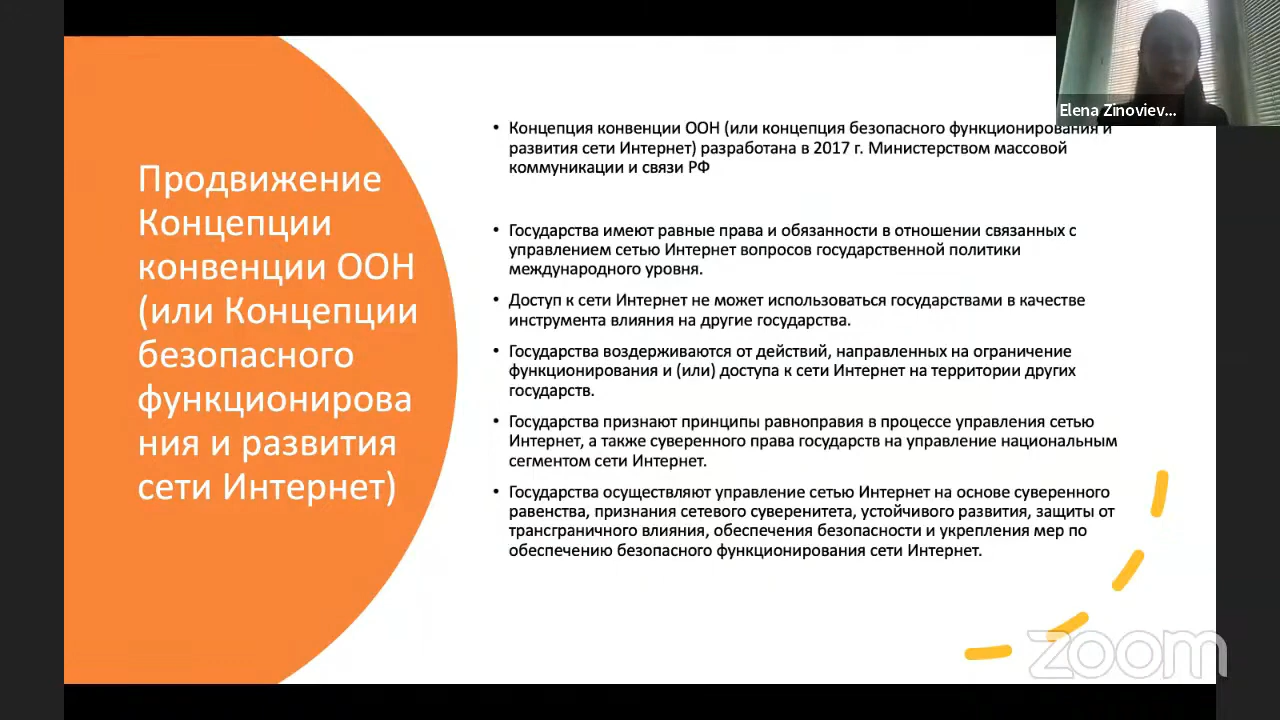 Продвижение
Концепции
конвенции ООН
(или Концепции
безопасного
функционирова
ния и развития
сети Интернет)
• Концепция конвенции ООН (или концепция безопасного функционирования и
развития сети Интернет) разработана в 2017 г. Министерством массовой
коммуникации и связи РФ
• Государства имеют равные права и обязанности в отношении связанных с
управлением сетью Интернет вопросов государственной политики
международного уровня.
• Доступ к сети Интернет не может использоваться государствами в качестве
инструмента влияния на другие государства.
• Государства воздерживаются от действий, направленных на ограничение
функционирования и (или) доступа к сети Интернет на территории других
государств.
• Государства признают принципы равноправия в процессе управления сетью
Интернет, а также суверенного права государств на управление национальным
сегментом сети Интернет.
• Государства осуществляют управление сетью Интернет на основе суверенного
равенства, признания сетевого суверенитета, устойчивого развития, защиты от
трансграничного влияния, обеспечения безопасности и укрепления мер по
обеспечению безопасного функционирования сети Интернет.
Elena Zinoviev...
zoom